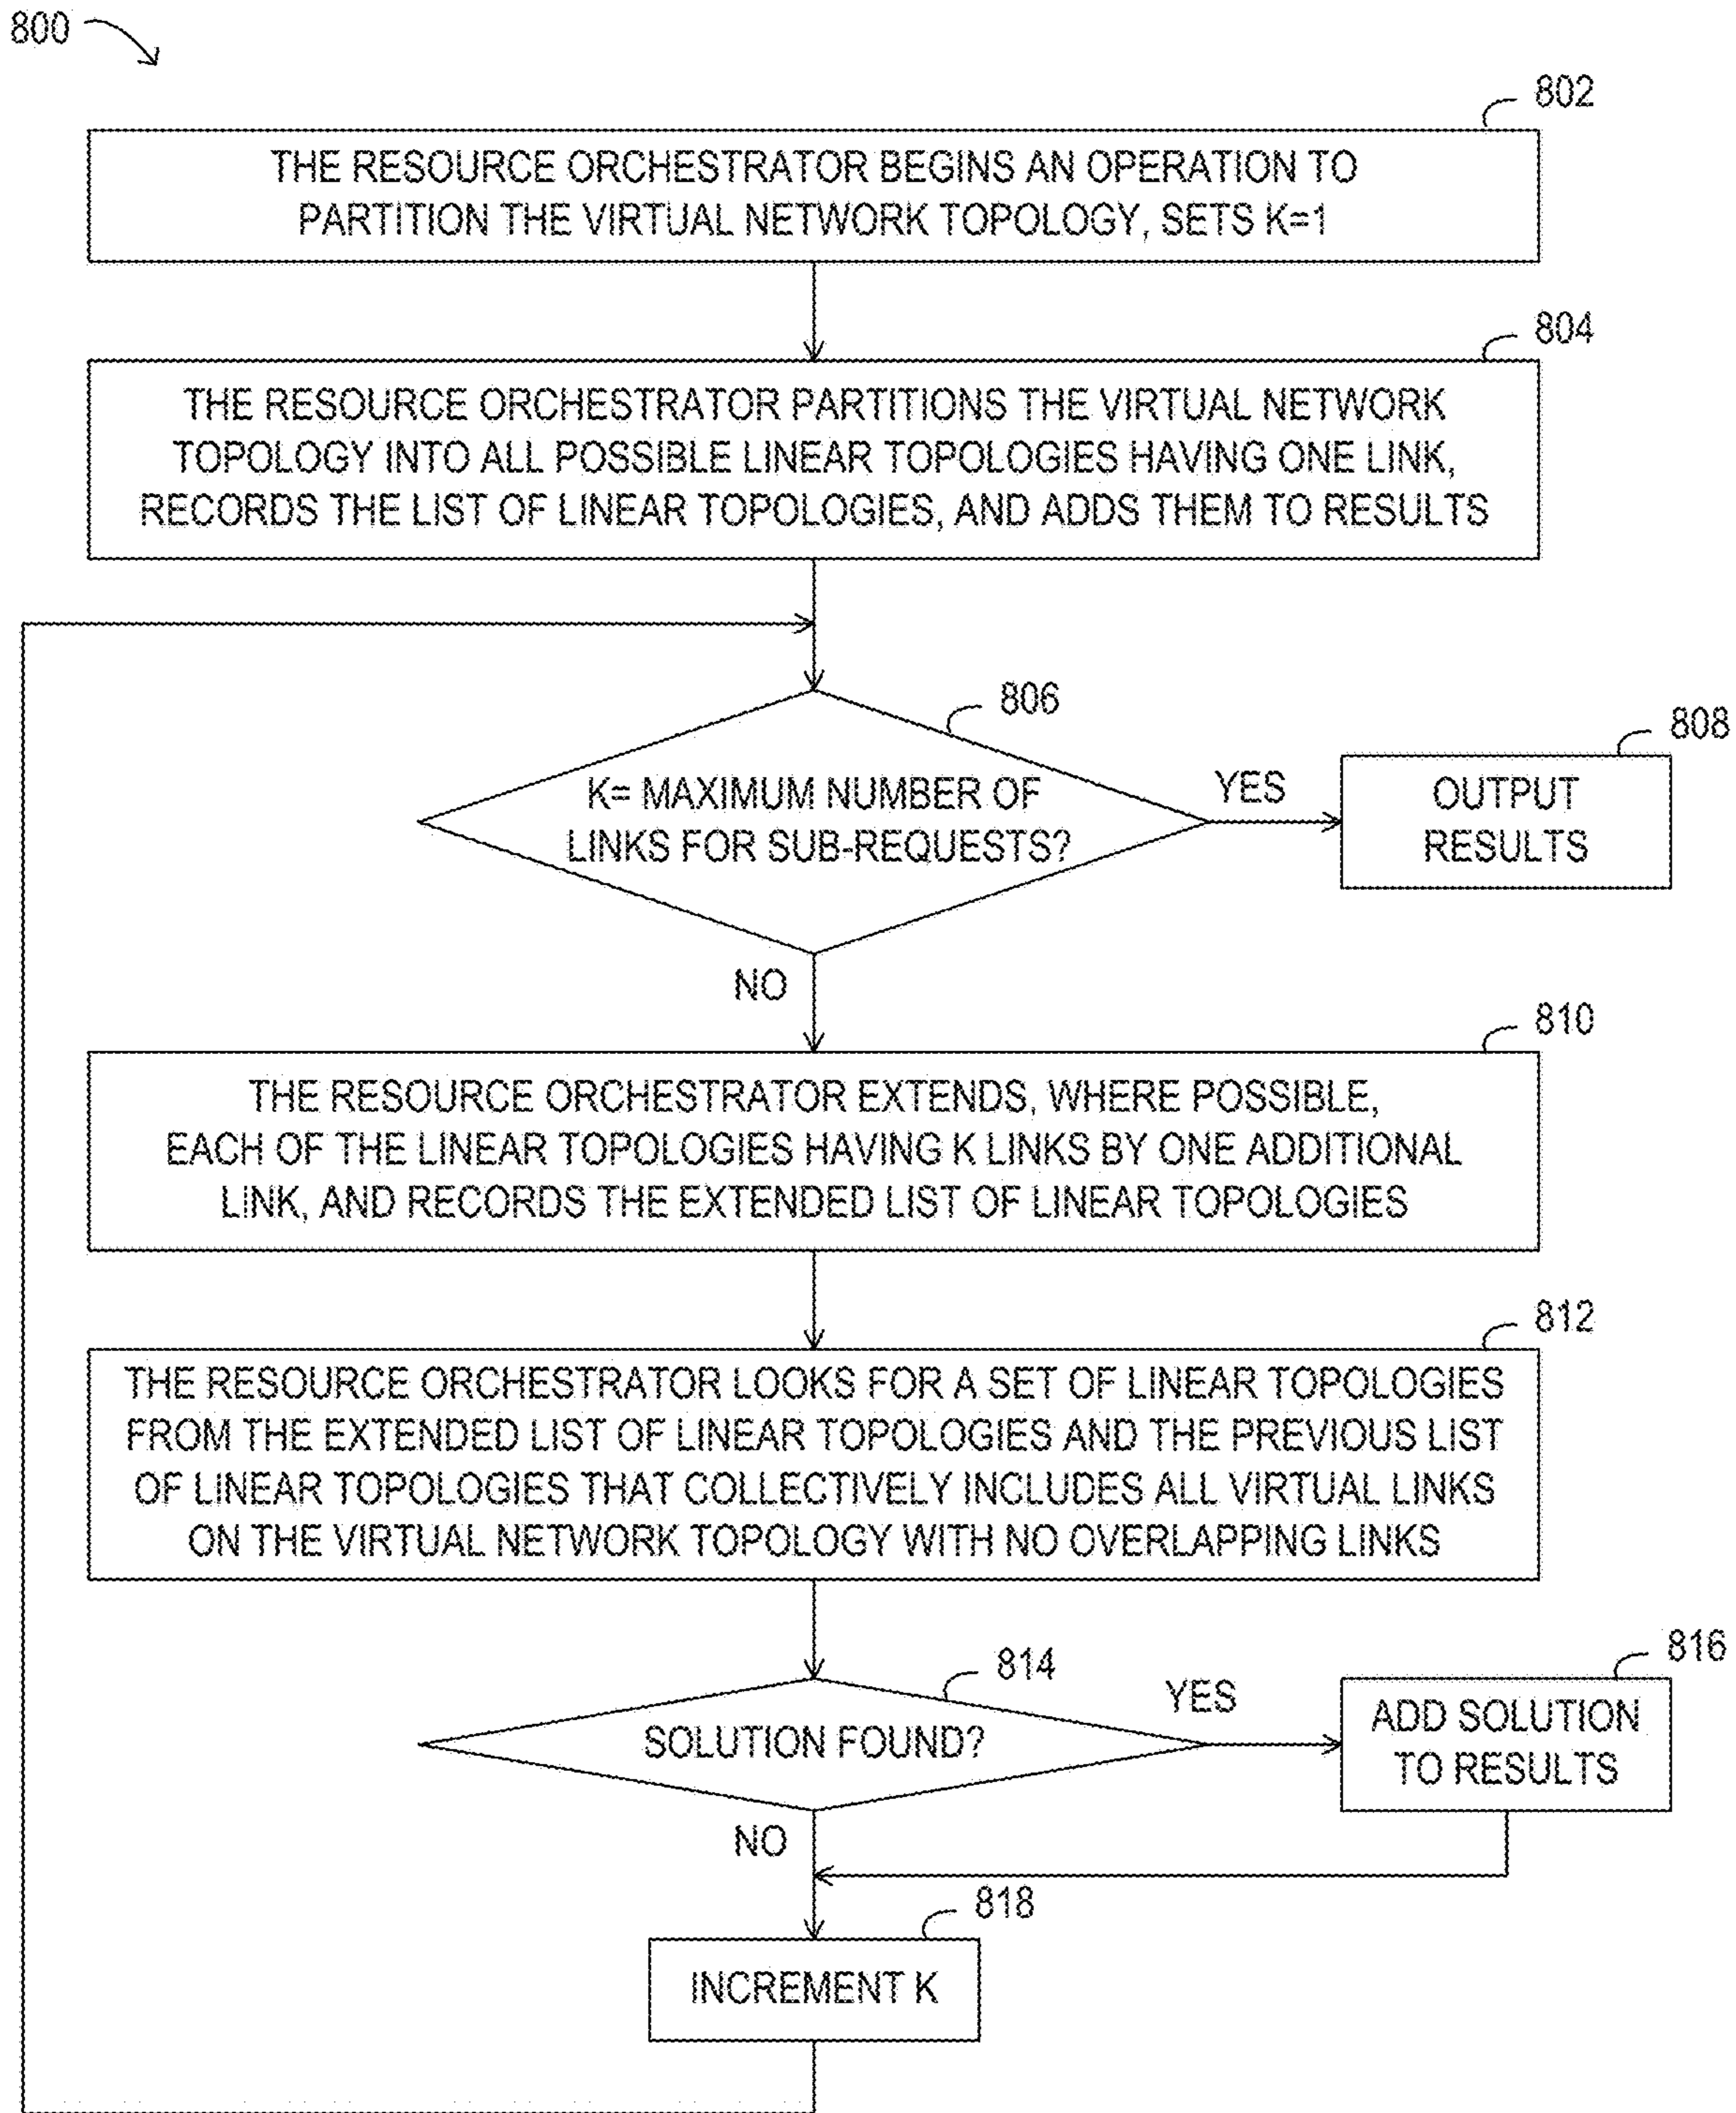 800
802
THE RESOURCE ORCHESTRATOR BEGINS AN OPERATION TO
PARTITION THE VIRTUAL NETWORK TOPOLOGY, SETS K=1
804
THE RESOURCE ORCHESTRATOR PARTITIONS THE VIRTUAL NETWORK
TOPOLOGY INTO ALL POSSIBLE LINEAR TOPOLOGIES HAVING ONE LINK,
RECORDS THE LIST OF LINEAR TOPOLOGIES, AND ADDS THEM TO RESULTS
806
K= MAXIMUM NUMBER OF
LINKS FOR SUB-REQUESTS?
YES
808
OUTPUT
RESULTS
NO
810
THE RESOURCE ORCHESTRATOR EXTENDS, WHERE POSSIBLE,
EACH OF THE LINEAR TOPOLOGIES HAVING K LINKS BY ONE ADDITIONAL
LINK, AND RECORDS THE EXTENDED LIST OF LINEAR TOPOLOGIES
812
THE RESOURCE ORCHESTRATOR LOOKS FOR A SET OF LINEAR TOPOLOGIES
FROM THE EXTENDED LIST OF LINEAR TOPOLOGIES AND THE PREVIOUS LIST
OF LINEAR TOPOLOGIES THAT COLLECTIVELY INCLUDES ALL VIRTUAL LINKS
ON THE VIRTUAL NETWORK TOPOLOGY WITH NO OVERLAPPING LINKS
814
SOLUTION FOUND?
YES
816
ADD SOLUTION
TO RESULTS
NO
818
INCREMENT K